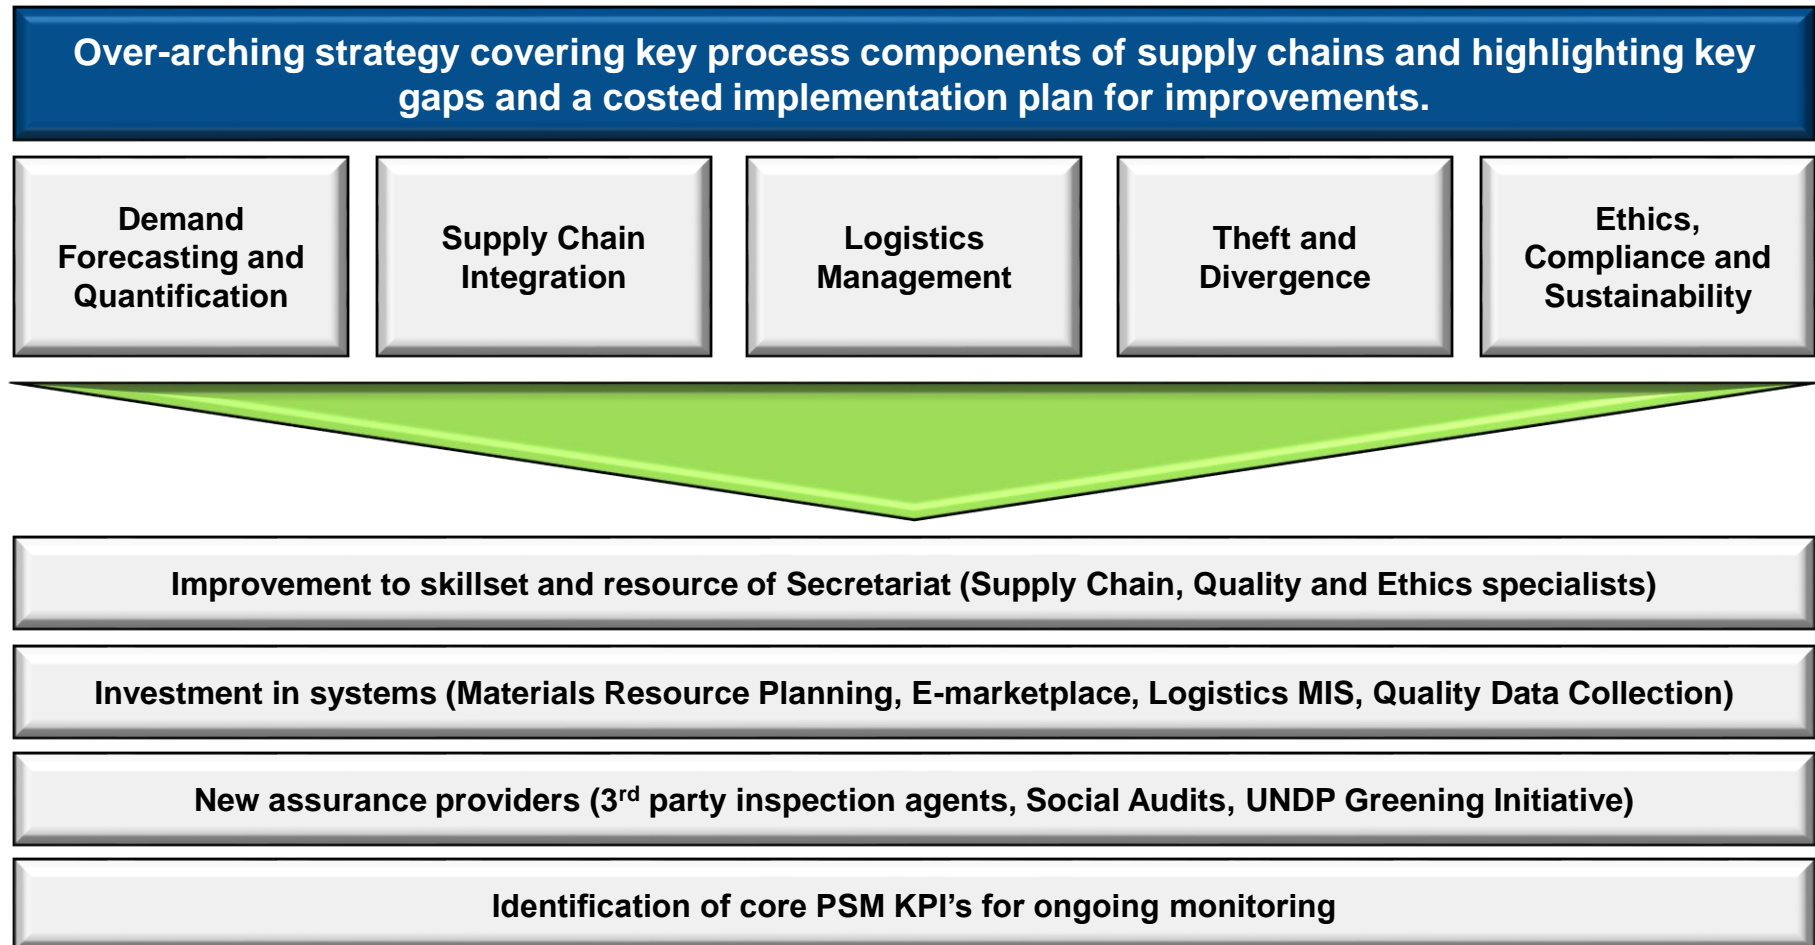 Over-arching strategy covering key process components of supply chains and highlighting key
gaps and a costed implementation plan for improvements.
Demand
Forecasting and
Quantification
Supply Chain
Integration
Logistics
Management
Theft and
Divergence
Ethics,
Compliance and
Sustainability
Improvement to skillset and resource of Secretariat (Supply Chain, Quality and Ethics specialists)
Investment in systems (Materials Resource Planning, E-marketplace, Logistics MIS, Quality Data Collection)
New assurance providers (3rd party inspection agents, Social Audits, UNDP Greening Initiative)
Identification of core PSM KPI’s for ongoing monitoring